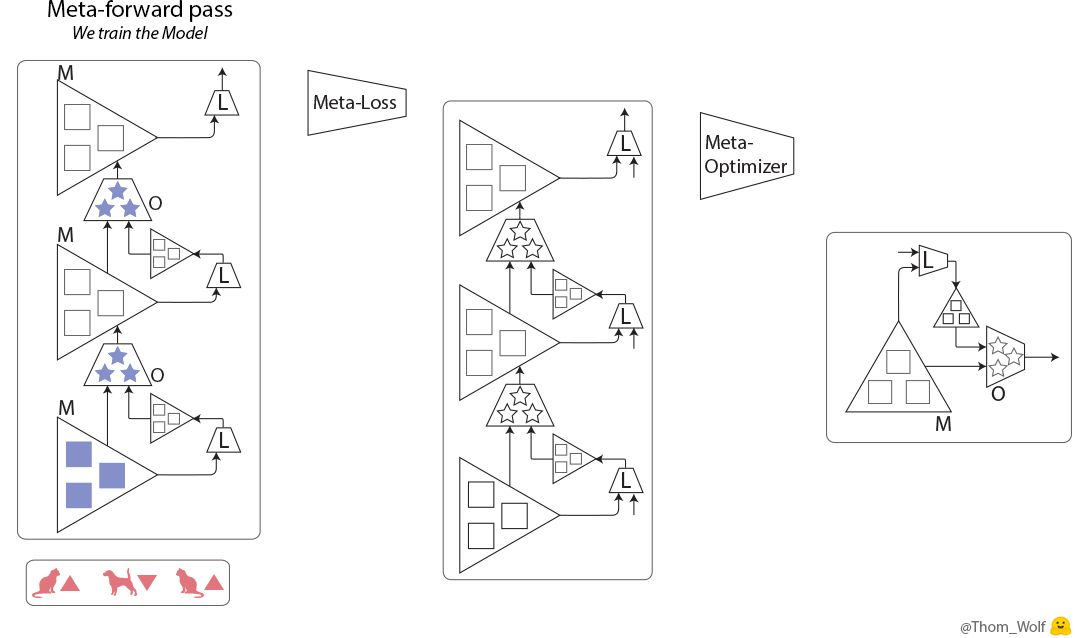 Meta-forward pass
We train the Model
M
L
O
M
L
O
M
L
Meta-Loss
L
L
L
Meta-
Optimizer
L
O
M
@Thom_Wolf